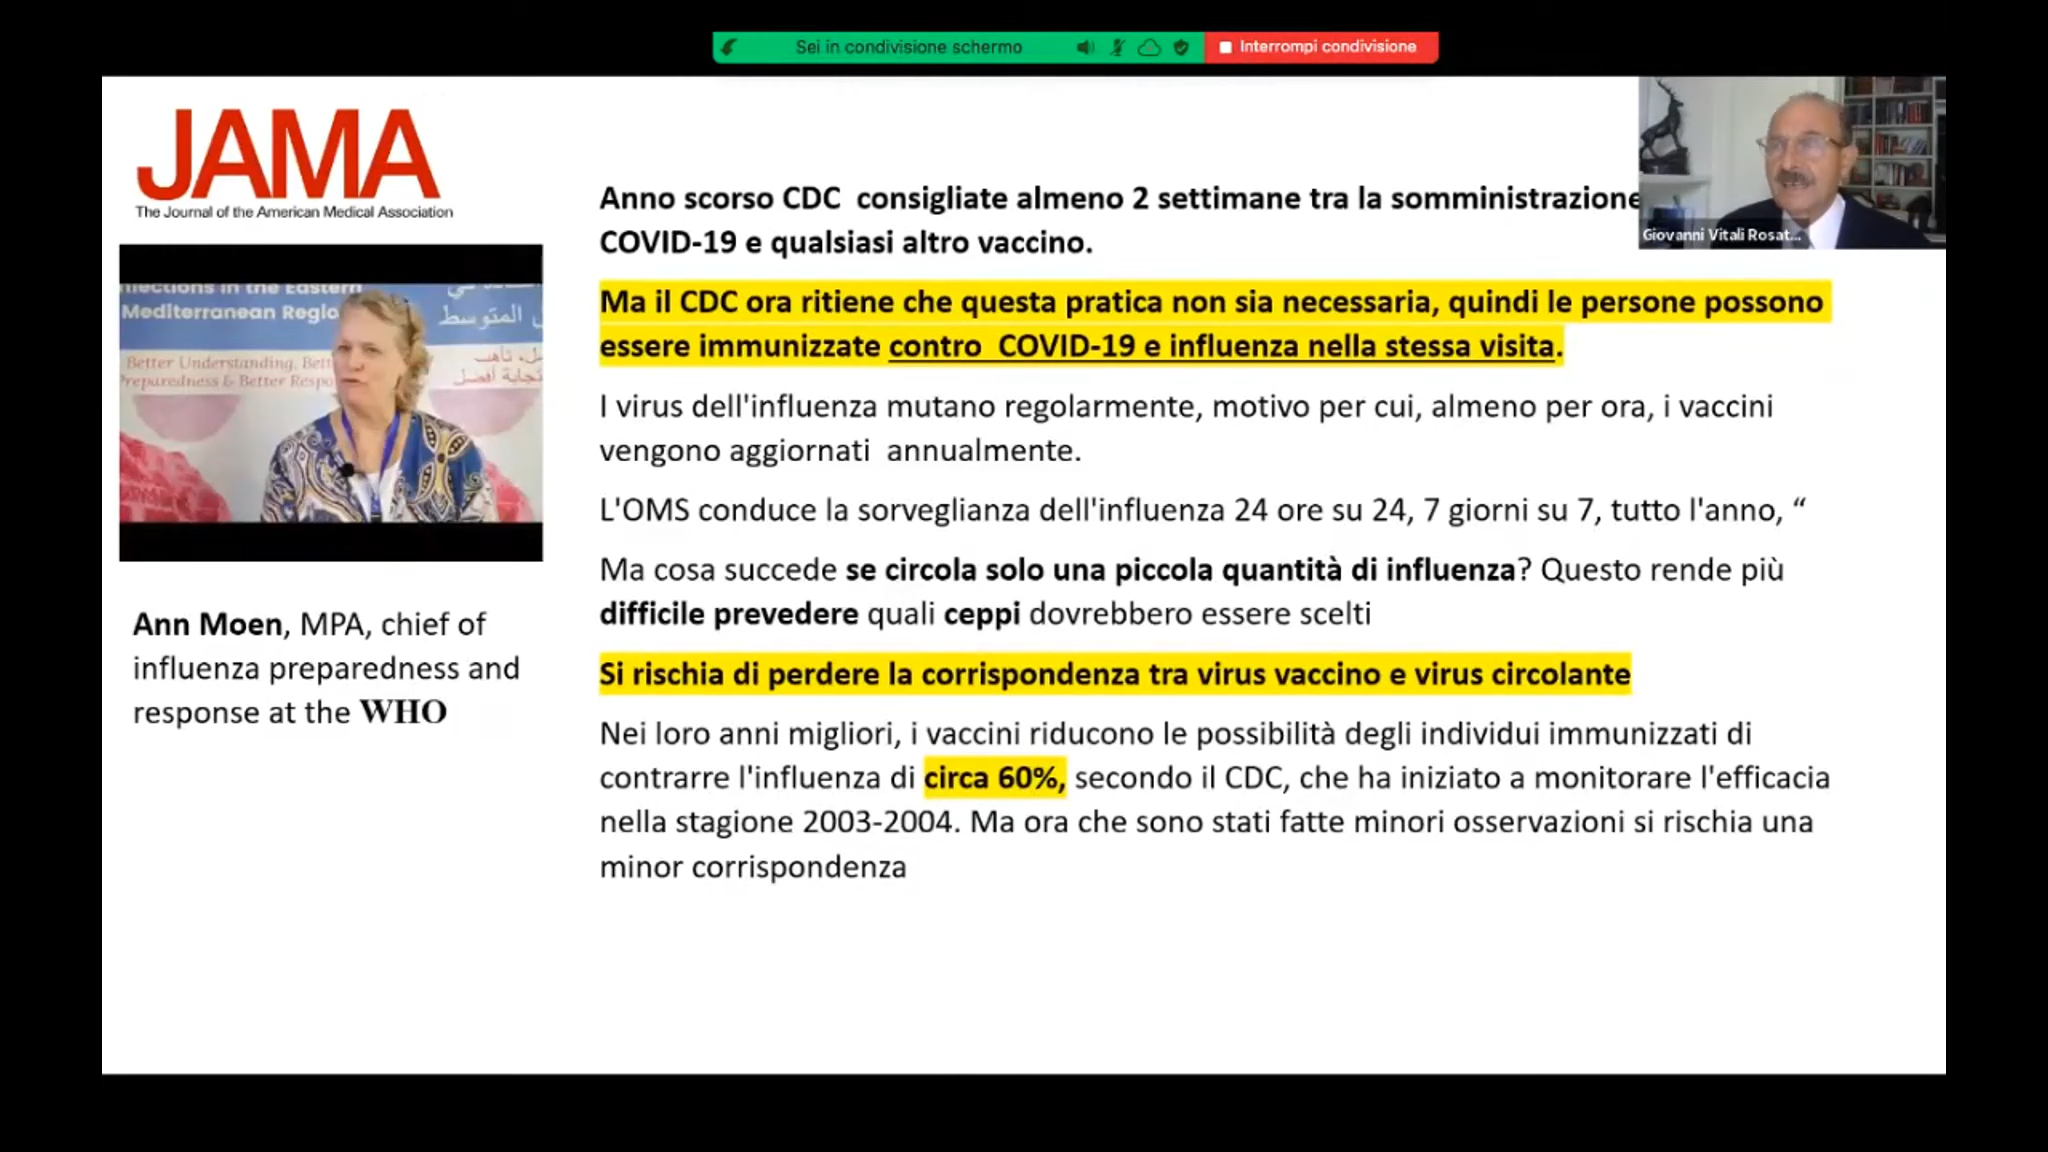 Sei in condivisione schermo
Interrompi condivisione
JAMA
The Journal of the American Medical Association
Mediterranean Regio
المتوسط
Better Understanding, Bett
Preparedness & Better Respo
Ann Moen, MPA, chief of
influenza preparedness and
response at the WHO
Anno scorso CDC  consigliate almeno 2 settimane tra la somministrazione
COVID-19 e qualsiasi altro vaccino.
Ma il CDC ora ritiene che questa pratica non sia necessaria, quindi le persone possono
essere immunizzate contro  COVID-19 e influenza nella stessa visita.
I virus dell'influenza mutano regolarmente, motivo per cui, almeno per ora, i vaccini
vengono aggiornati  annualmente.
L'OMS conduce la sorveglianza dell'influenza 24 ore su 24, 7 giorni su 7, tutto l'anno, “
Ma cosa succede se circola solo una piccola quantità di influenza? Questo rende più
difficile prevedere quali ceppi dovrebbero essere scelti
Si rischia di perdere la corrispondenza tra virus vaccino e virus circolante
Nei loro anni migliori, i vaccini riducono le possibilità degli individui immunizzati di
contrarre l'influenza di circa 60%, secondo il CDC, che ha iniziato a monitorare l'efficacia
nella stagione 2003-2004. Ma ora che sono stati fatte minori osservazioni si rischia una
minor corrispondenza
Giovanni Vitali Rosat...